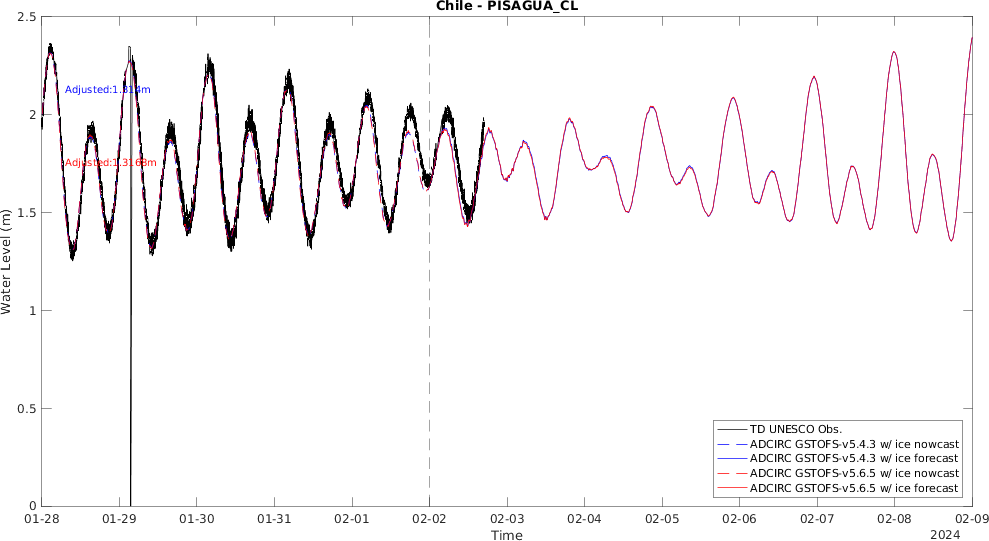 Chile - PISAGUA_CL
2.5
2
1.5
1
0.5
0
Water Level (m)
Adjusted:1.314m
Adjusted:1.3168m
TD UNESCO Obs.
ADCIRC GSTOFS-v5.4.3 w/ ice nowcast
ADCIRC GSTOFS-v5.4.3 w/ ice forecast
ADCIRC GSTOFS-v5.6.5 w/ ice nowcast
ADCIRC GSTOFS-v5.6.5 w/ ice forecast
01-28 01-29 01-30 01-31 02-01 02-02 02-03 02-04 02-05 02-06 02-07 02-08 02-09
Time
2024